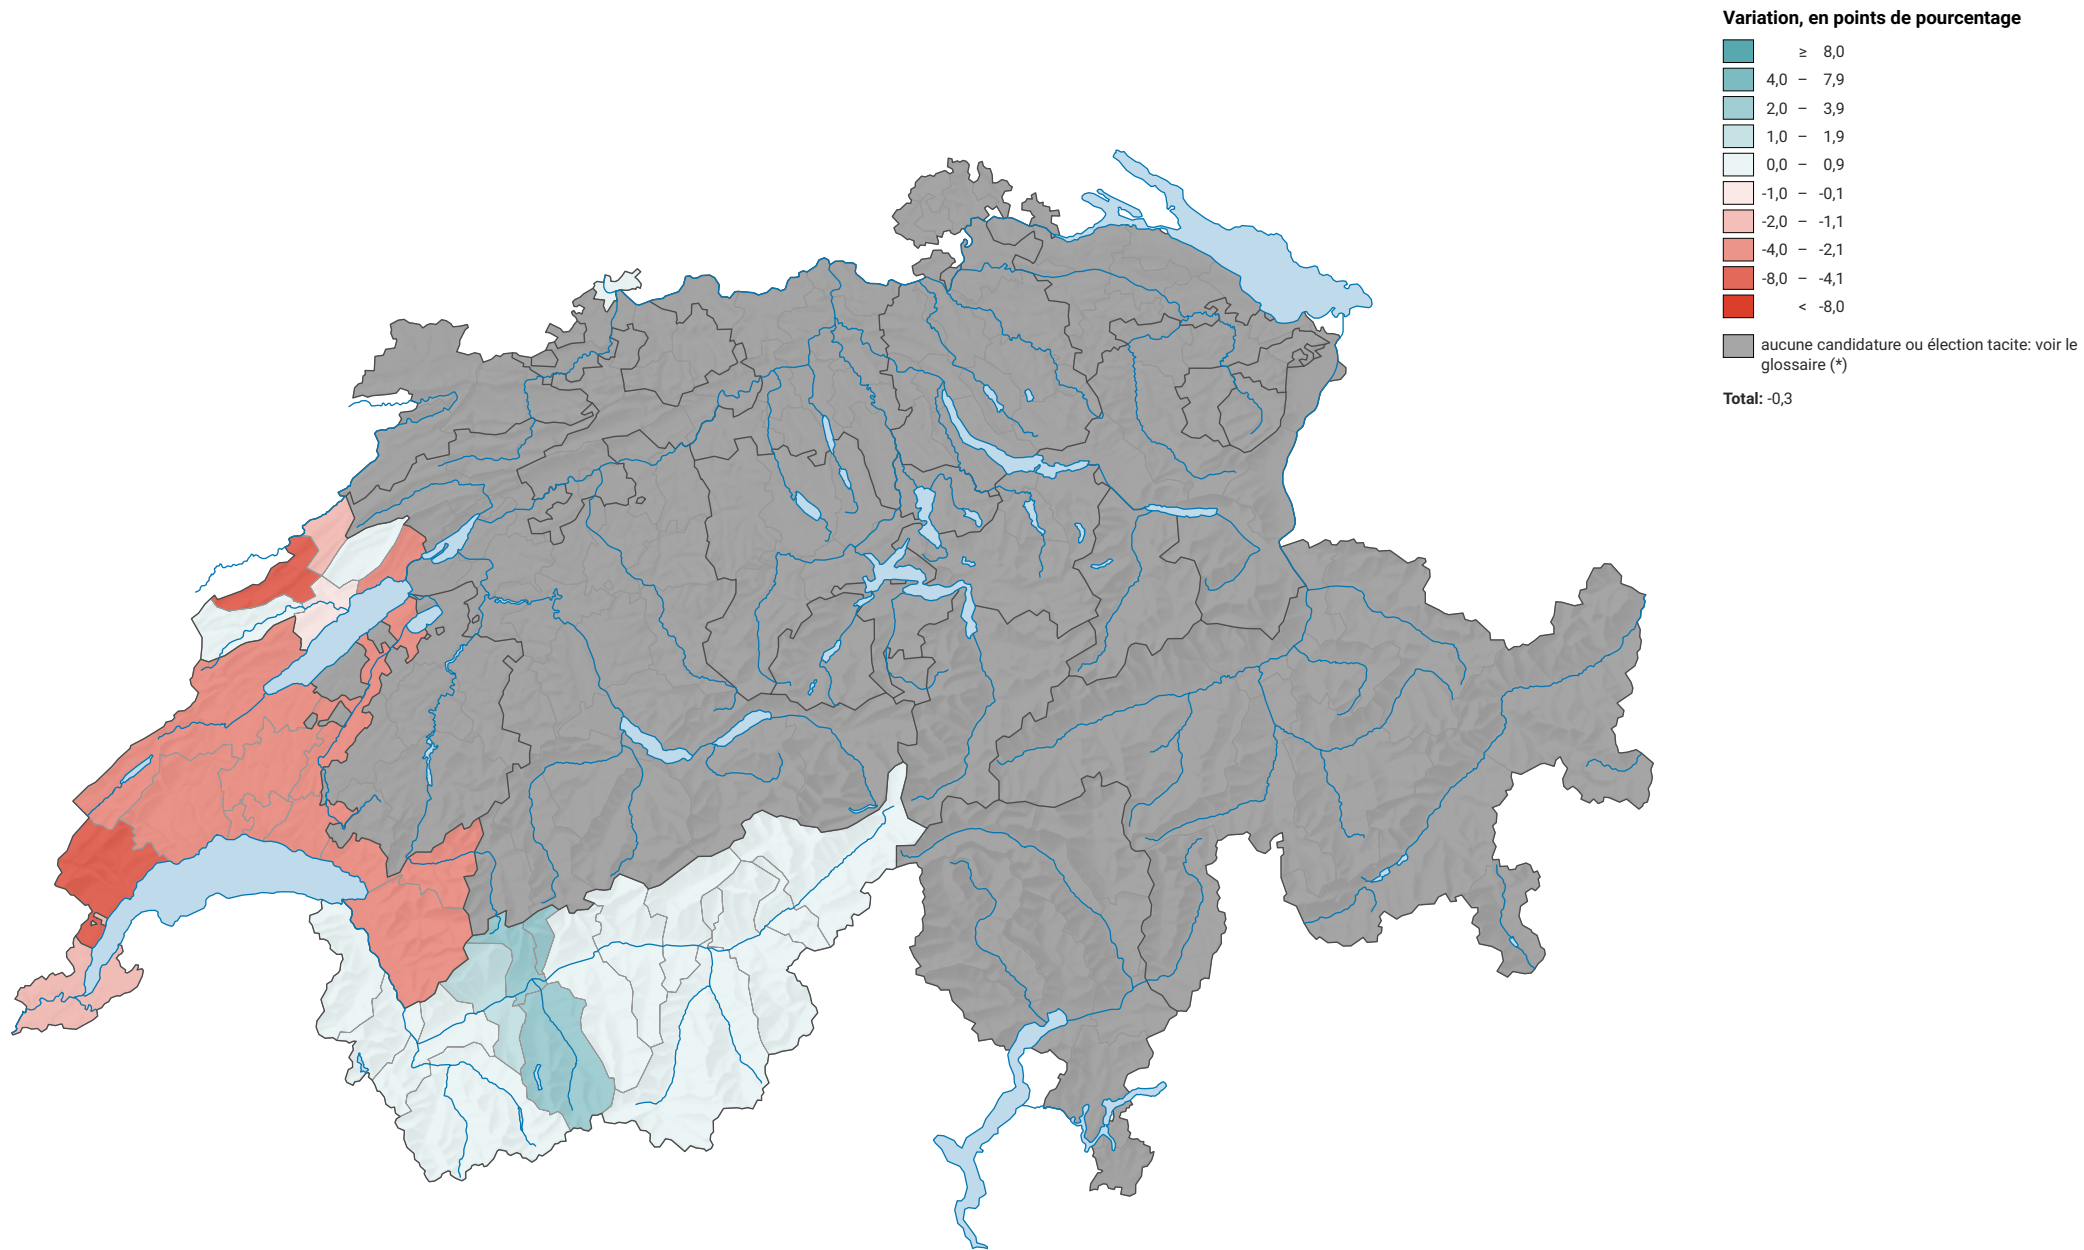 Variation, en points de pourcentage
≥ 8,0
4,0 – 7,9
2,0 – 3,9
1,0 – 1,9
0,0 – 0,9
-1,0 – -0,1
-2,0 – -1,1
-4,0 – -2,1
-8,0 – -4,1
< -8,0
aucune candidature ou élection tacite: voir le
glossaire (*)
Total: -0,3